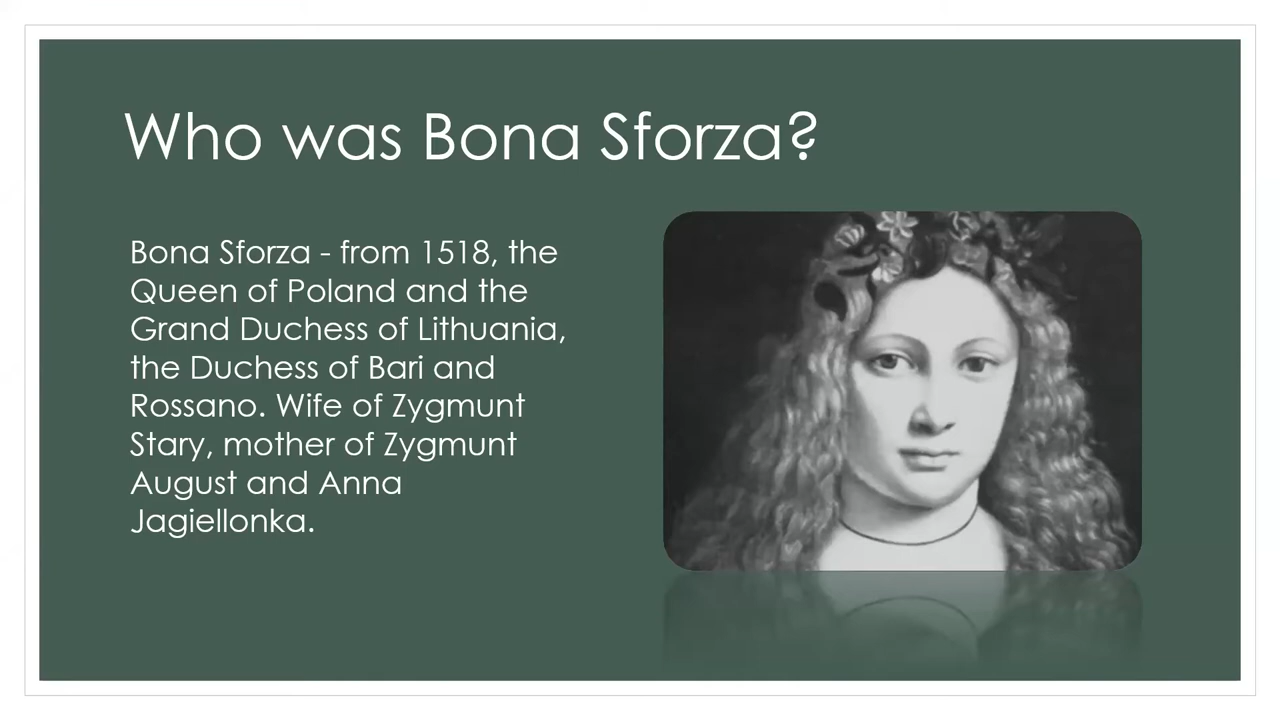 Who was Bona Sforza?
Bona Sforza - from 1518, the
Queen of Poland and the
Grand Duchess of Lithuania,
the Duchess of Bari and
Rossano. Wife of Zygmunt
Stary, mother of Zygmunt
August and Anna
Jagiellonka.